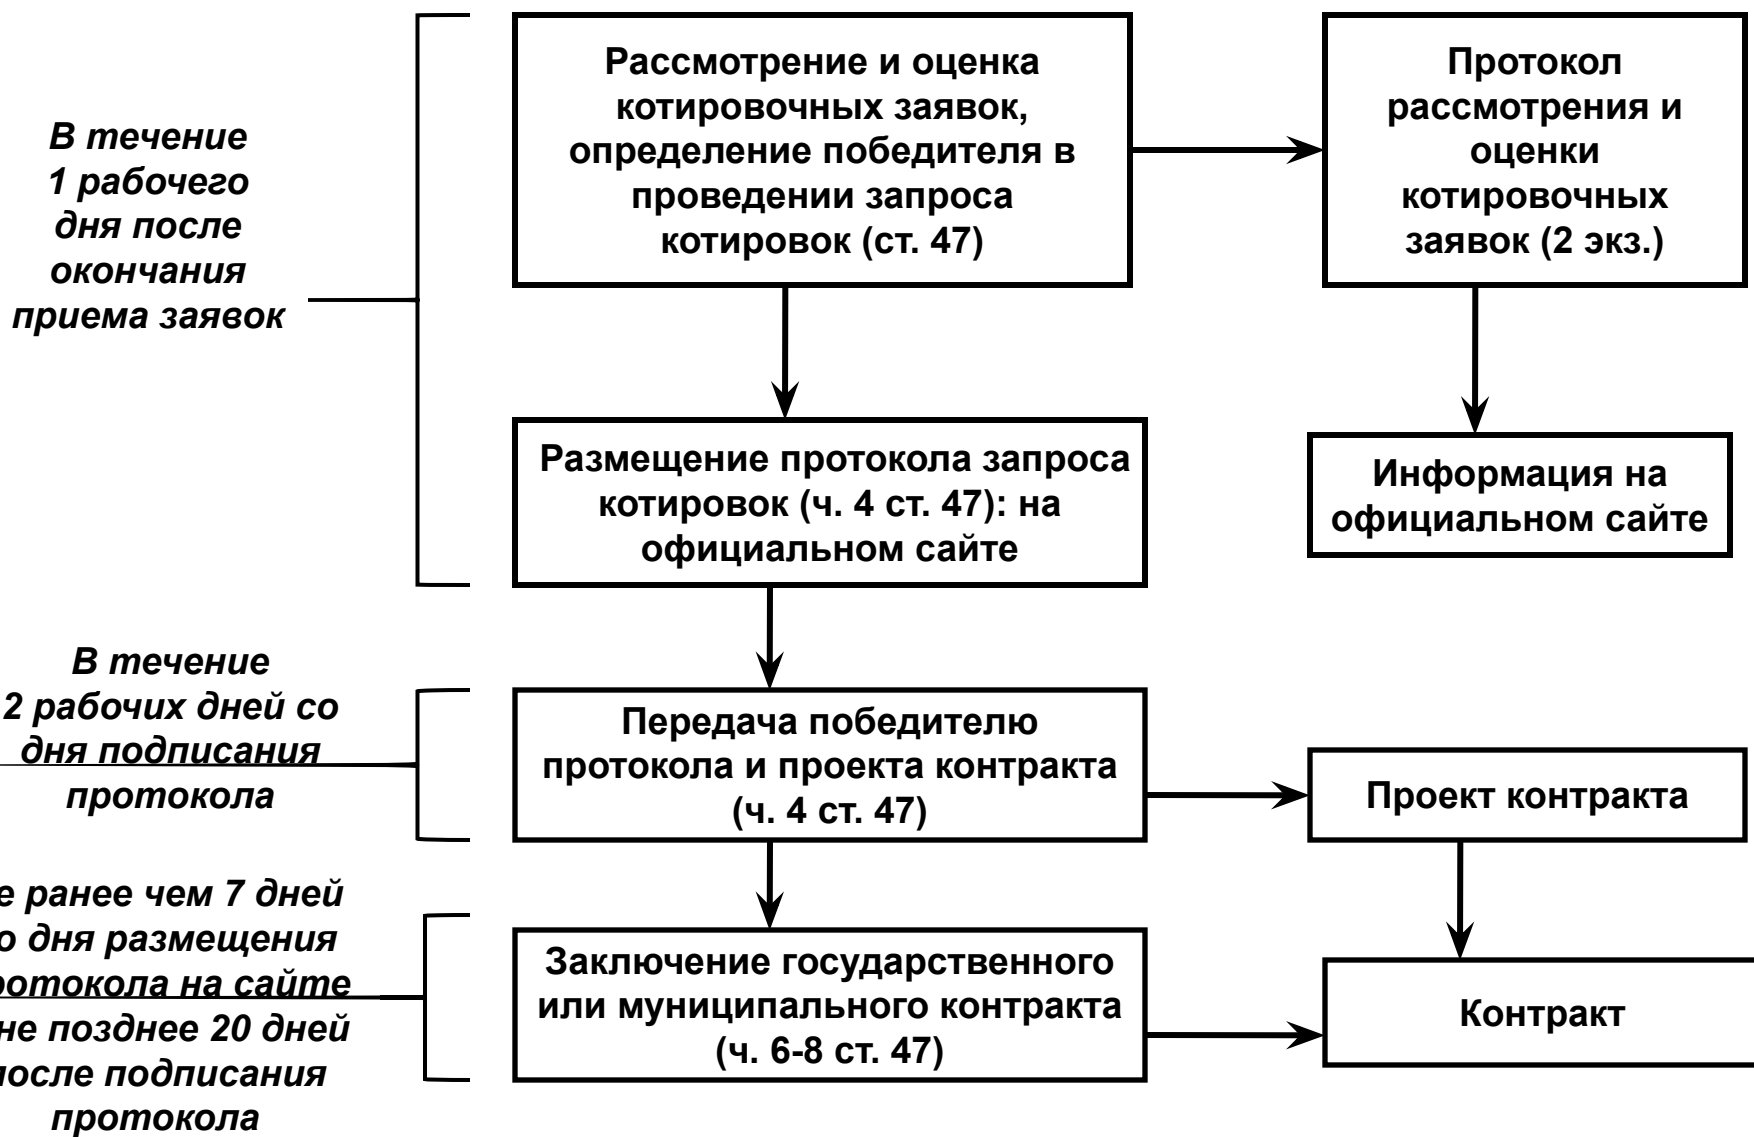 В течение
1 рабочего
дня после
окончания
приема заявок
Рассмотрение и оценка
котировочных заявок,
определение победителя в
проведении запроса
котировок (ст. 47)
Протокол
рассмотрения и
оценки
котировочных
заявок (2 экз.)
Размещение протокола запроса
котировок (ч. 4 ст. 47): на
официальном сайте
Информация на
официальном сайте
В течение
2 рабочих дней со
дня подписания
протокола
Передача победителю
протокола и проекта контракта
(ч. 4 ст. 47)
Проект контракта
е ранее чем 7 дней
о дня размещения
ротокола на сайте
не позднее 20 дней
после подписания
протокола
Заключение государственного
или муниципального контракта
(ч. 6-8 ст. 47)
Контракт